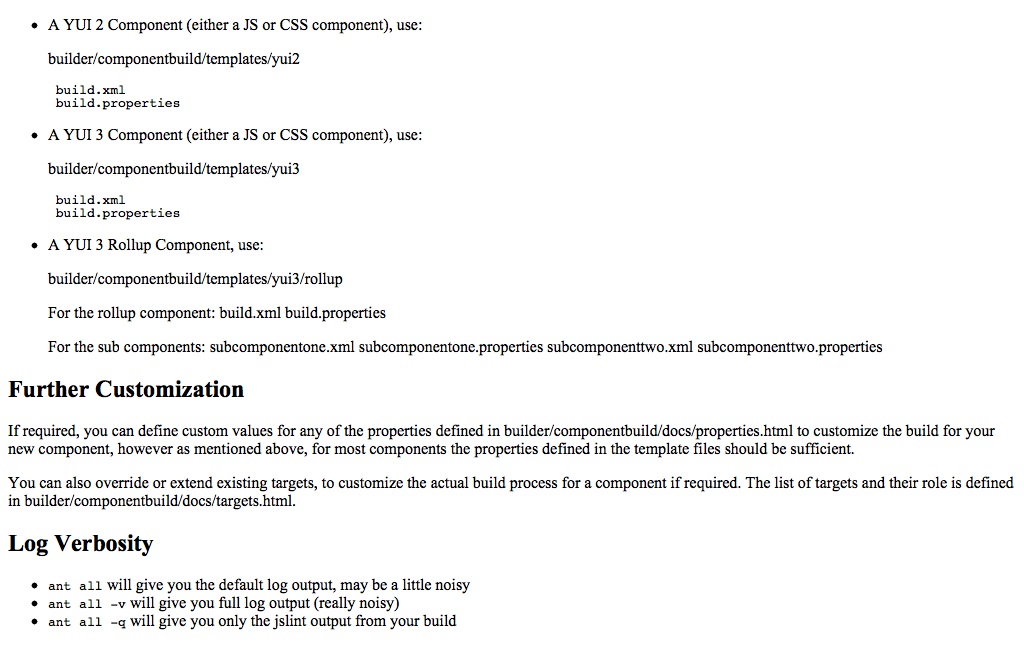 • A YUI 2 Component (either a JS or CSS component), use:
builder/componentbuild/templates/yui2
build.xml
build.properties
• A YUI 3 Component (either a JS or CSS component), use:
builder/componentbuild/templates/yui3
build.xml
build.properties
• A YUI 3 Rollup Component, use:
builder/componentbuild/templates/yui3/rollup
For the rollup component: build.xml build.properties
For the sub components: subcomponentone.xml subcomponentone.properties subcomponenttwo.xml subcomponenttwo.properties
Further Customization
If required, you can define custom values for any of the properties defined in builder/componentbuild/docs/properties.html to customize the build for your
new component, however as mentioned above, for most components the properties defined in the template files should be sufficient.
You can also override or extend existing targets, to customize the actual build process for a component if required. The list of targets and their role is defined
in builder/componentbuild/docs/targets.html.
Log Verbosity
• ant all will give you the default log output, may be a little noisy
• ant all -v will give you full log output (really noisy)
• ant all -q will give you only the jslint output from your build